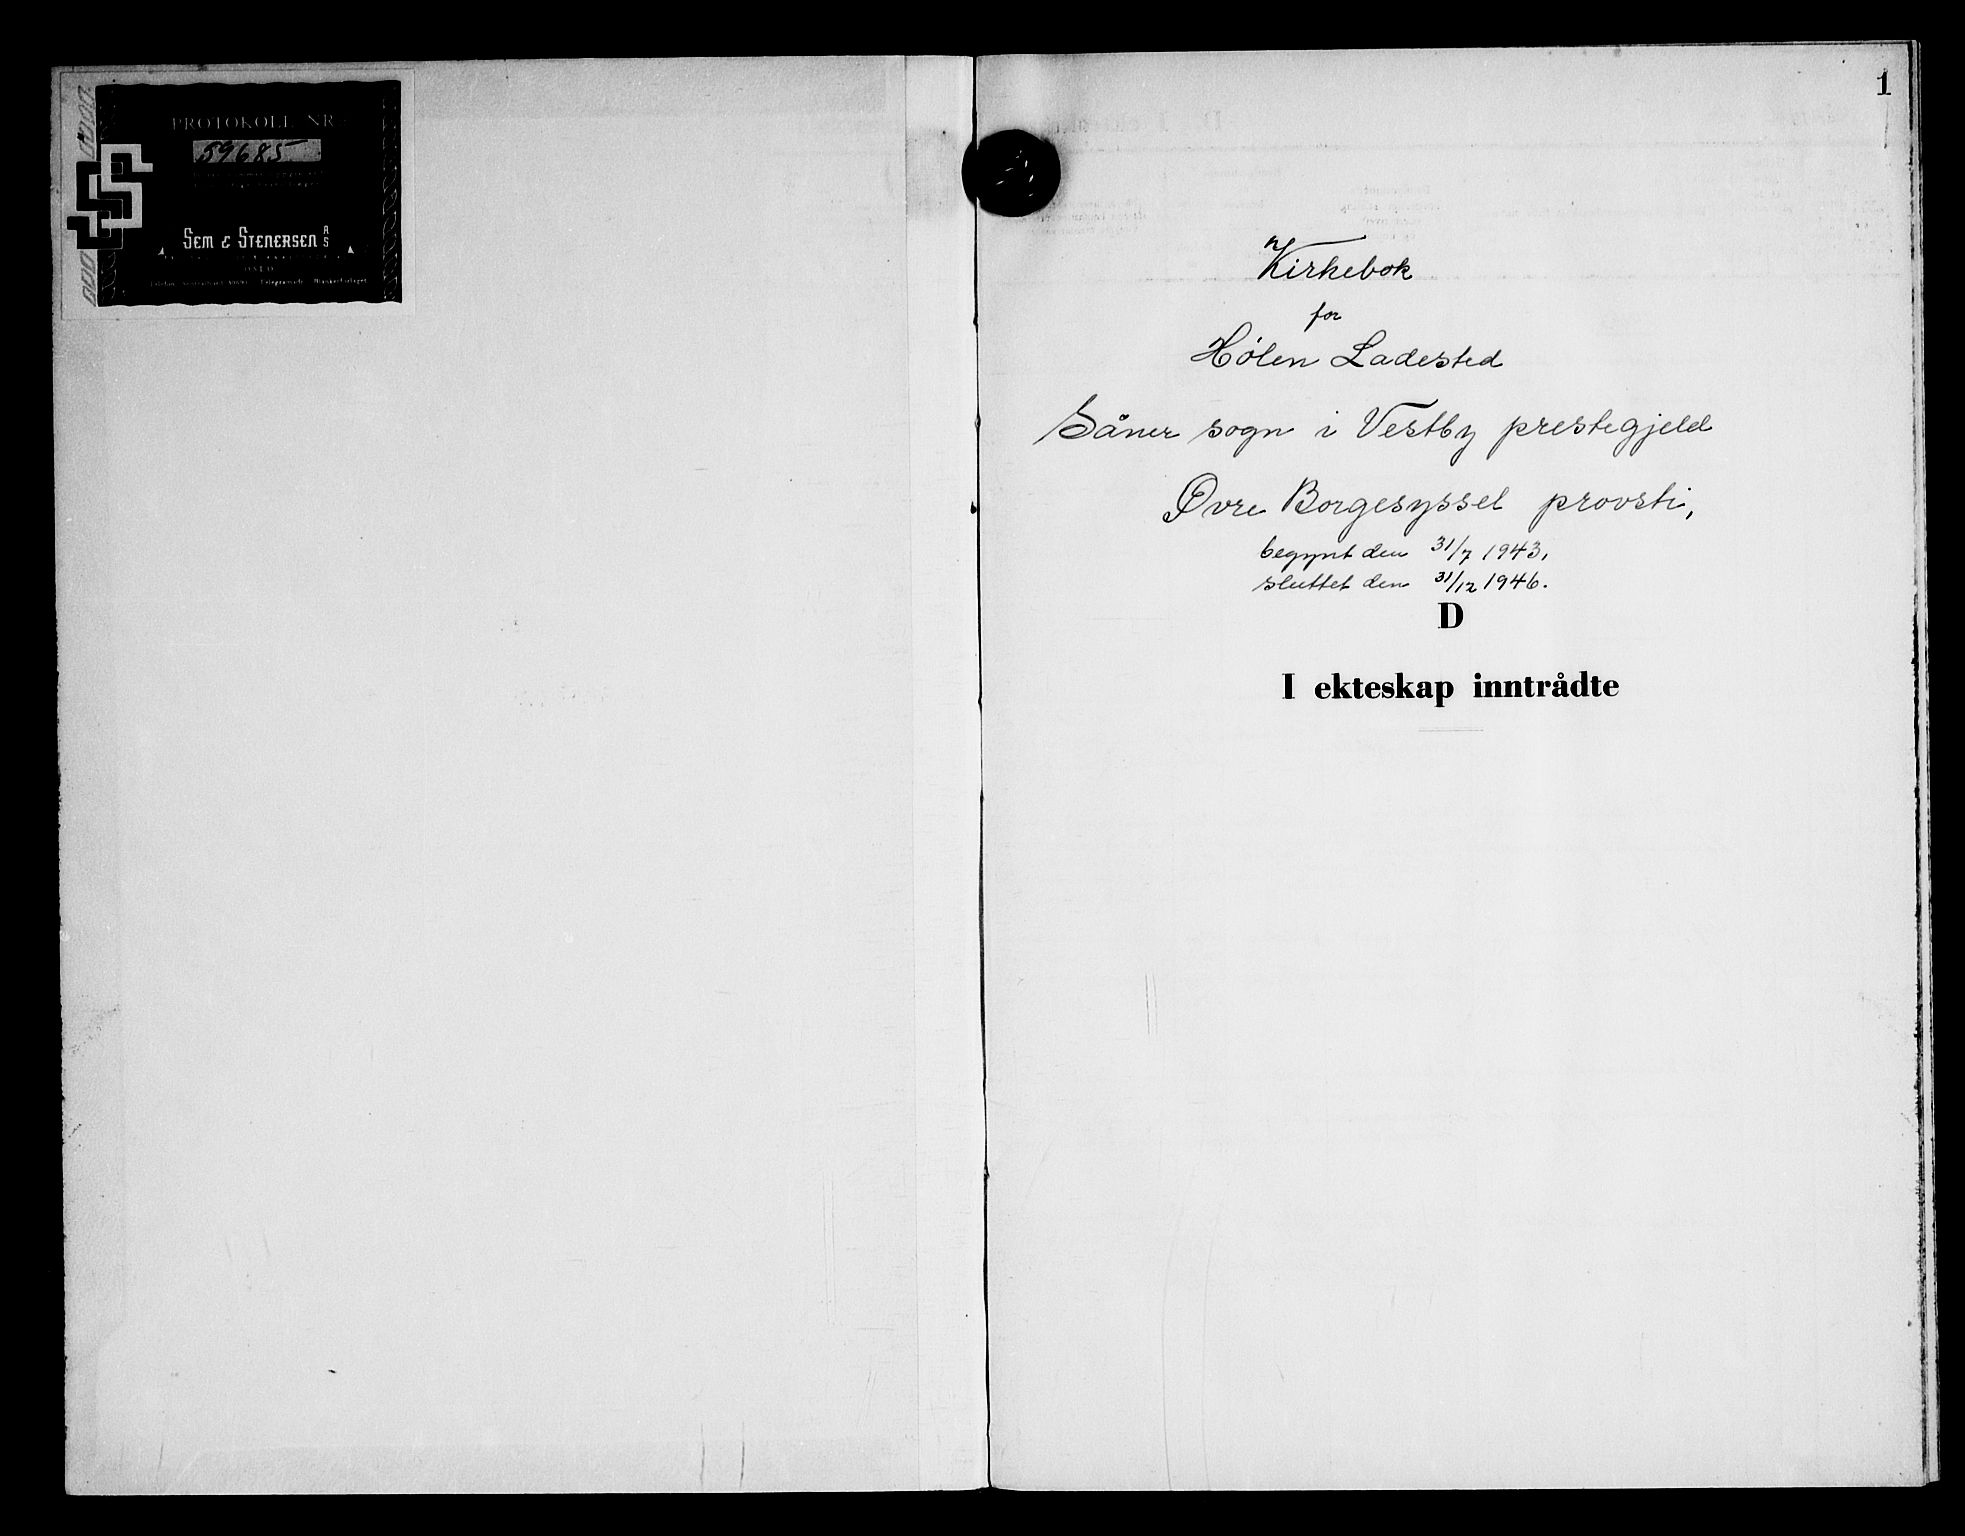 PROTOKOLL NR
59685
SEM & STENERSEN A/S
OSLO
1
Kirkebok
for
Hølen Ladested
Såner sogn i Vestby prestegjeld
Øvre Borgesyssel provsti,
begynt den 31/7 1943,
sluttet den 31/12 1946.
D
I ekteskap inntrådte